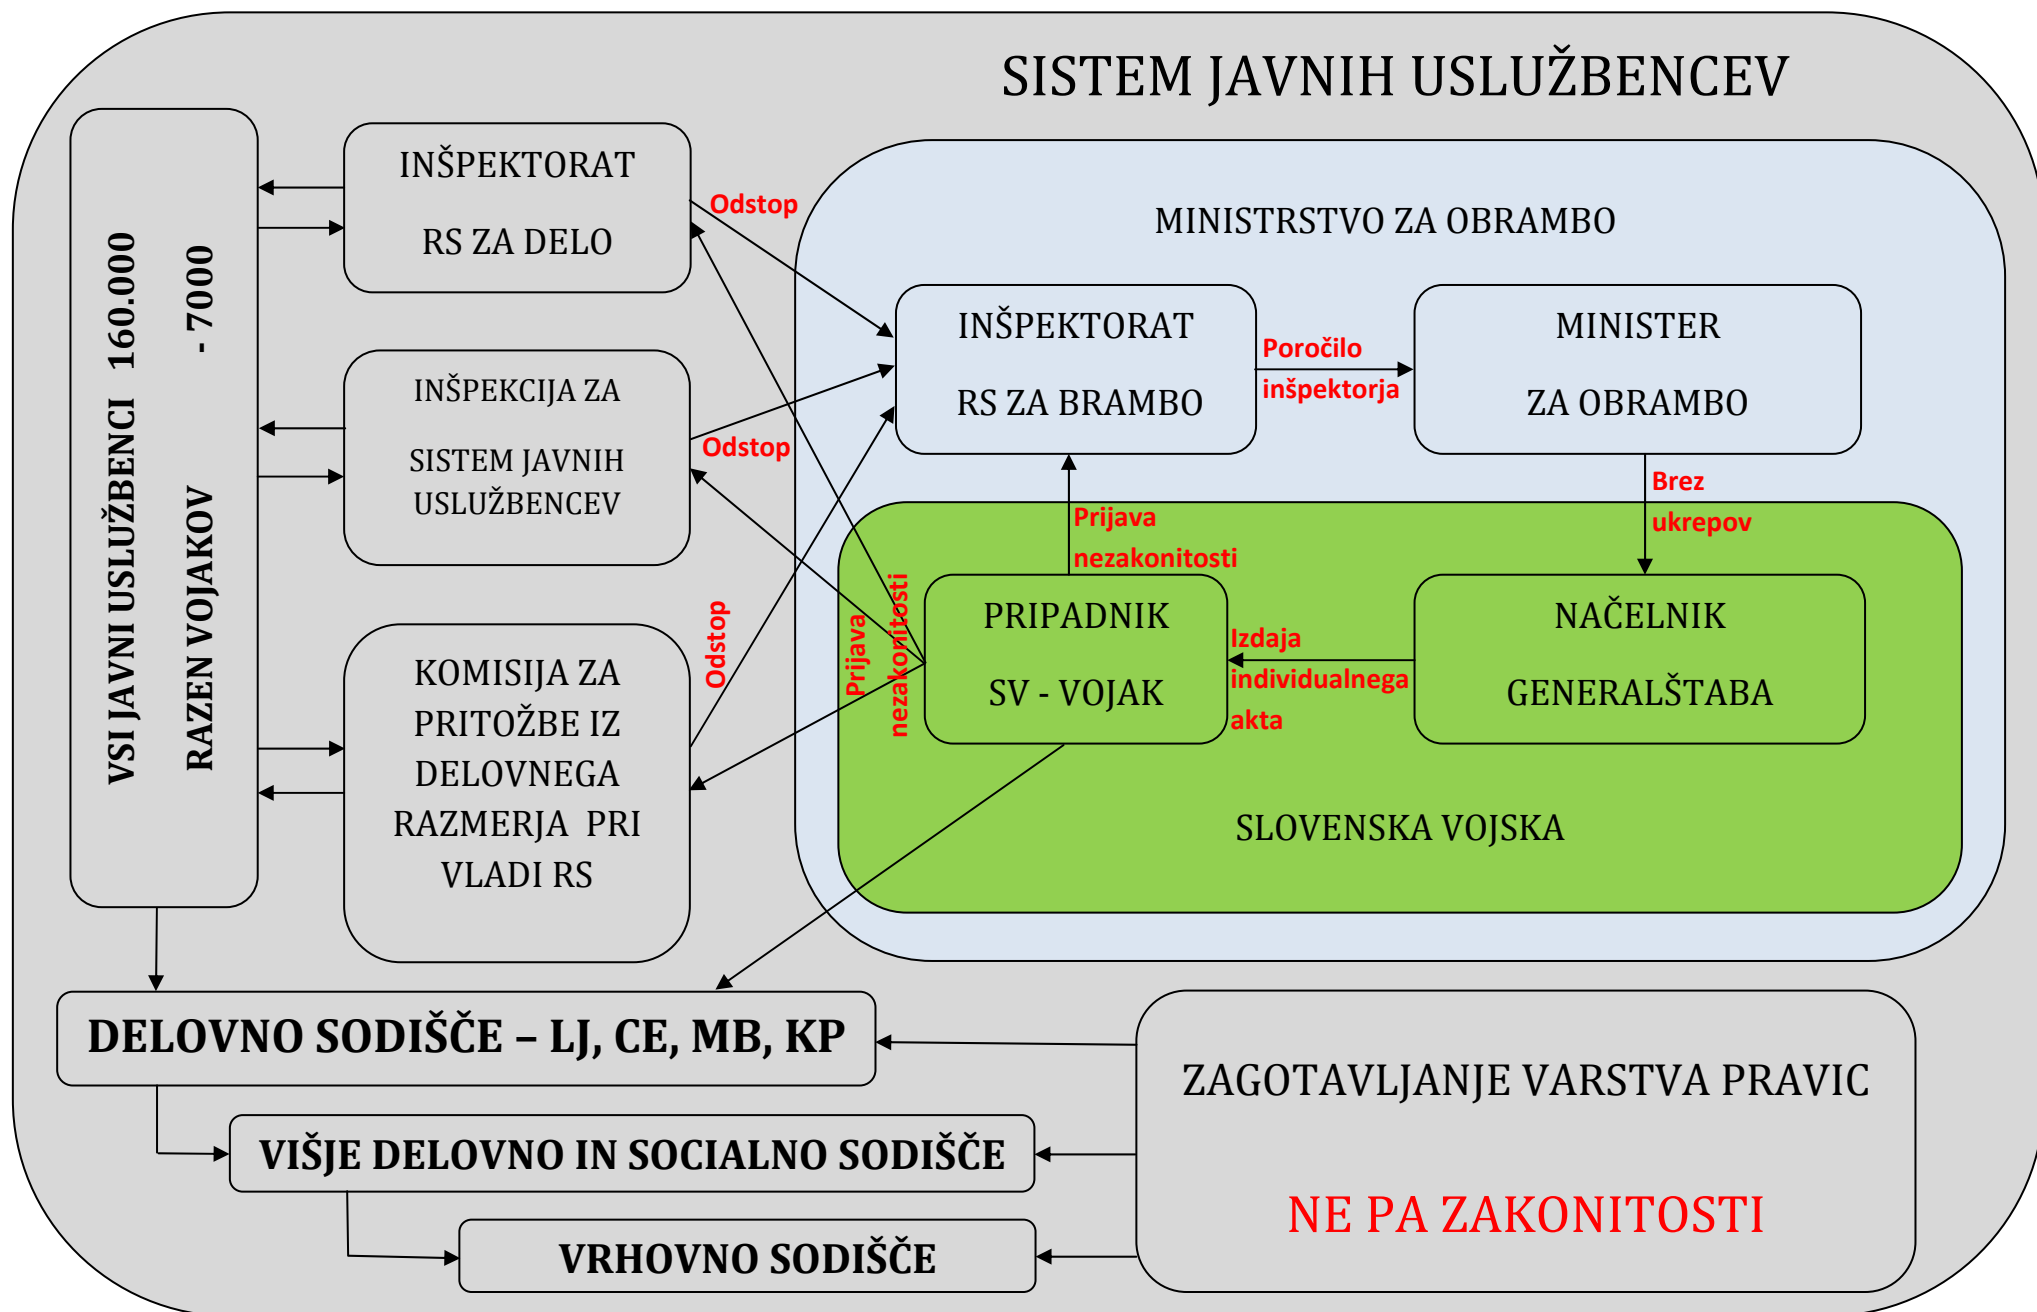 SISTEM JAVNIH USLUŽBENCEV
VSI JAVNI USLUŽBENCI 160.000
RAZEN VOJAKOV - 7000
INŠPEKTORAT
RS ZA DELO
INŠPEKCIJA ZA
SISTEM JAVNIH
USLUŽBENCEV
KOMISIJA ZA
PRITOŽBE IZ
DELOVNEGA
RAZMERJA PRI
VLADI RS
Odstop
Odstop
Odstop
Prijava
nezakonitosti
MINISTRSTVO ZA OBRAMBO
INŠPEKTORAT
RS ZA BRAMBO
Poročilo
inšpektorja
MINISTER
ZA OBRAMBO
Prijava
nezakonitosti
Brez
ukrepov
PRIPADNIK
SV - VOJAK
Izdaja
individualnega
akta
NAČELNIK
GENERALŠTABA
SLOVENSKA VOJSKA
DELOVNO SODIŠČE – LJ, CE, MB, KP
VIŠJE DELOVNO IN SOCIALNO SODIŠČE
VRHOVNO SODIŠČE
ZAGOTAVLJANJE VARSTVA PRAVIC
NE PA ZAKONITOSTI